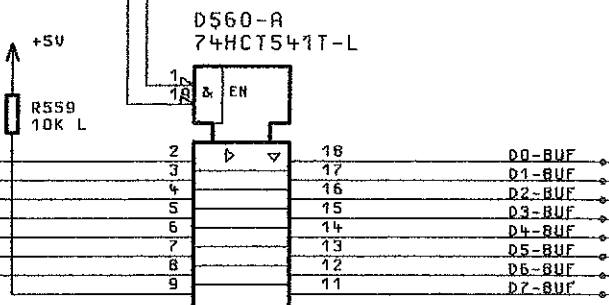 D560-A
74HCT541T-L
+5V
1
19
& EN
R559
10K L
2 18 D0-BUF
3 17 D1-BUF
4 16 D2-BUF
5 15 D3-BUF
6 14 D4-BUF
7 13 D5-BUF
8 12 D6-BUF
9 11 D7-BUF